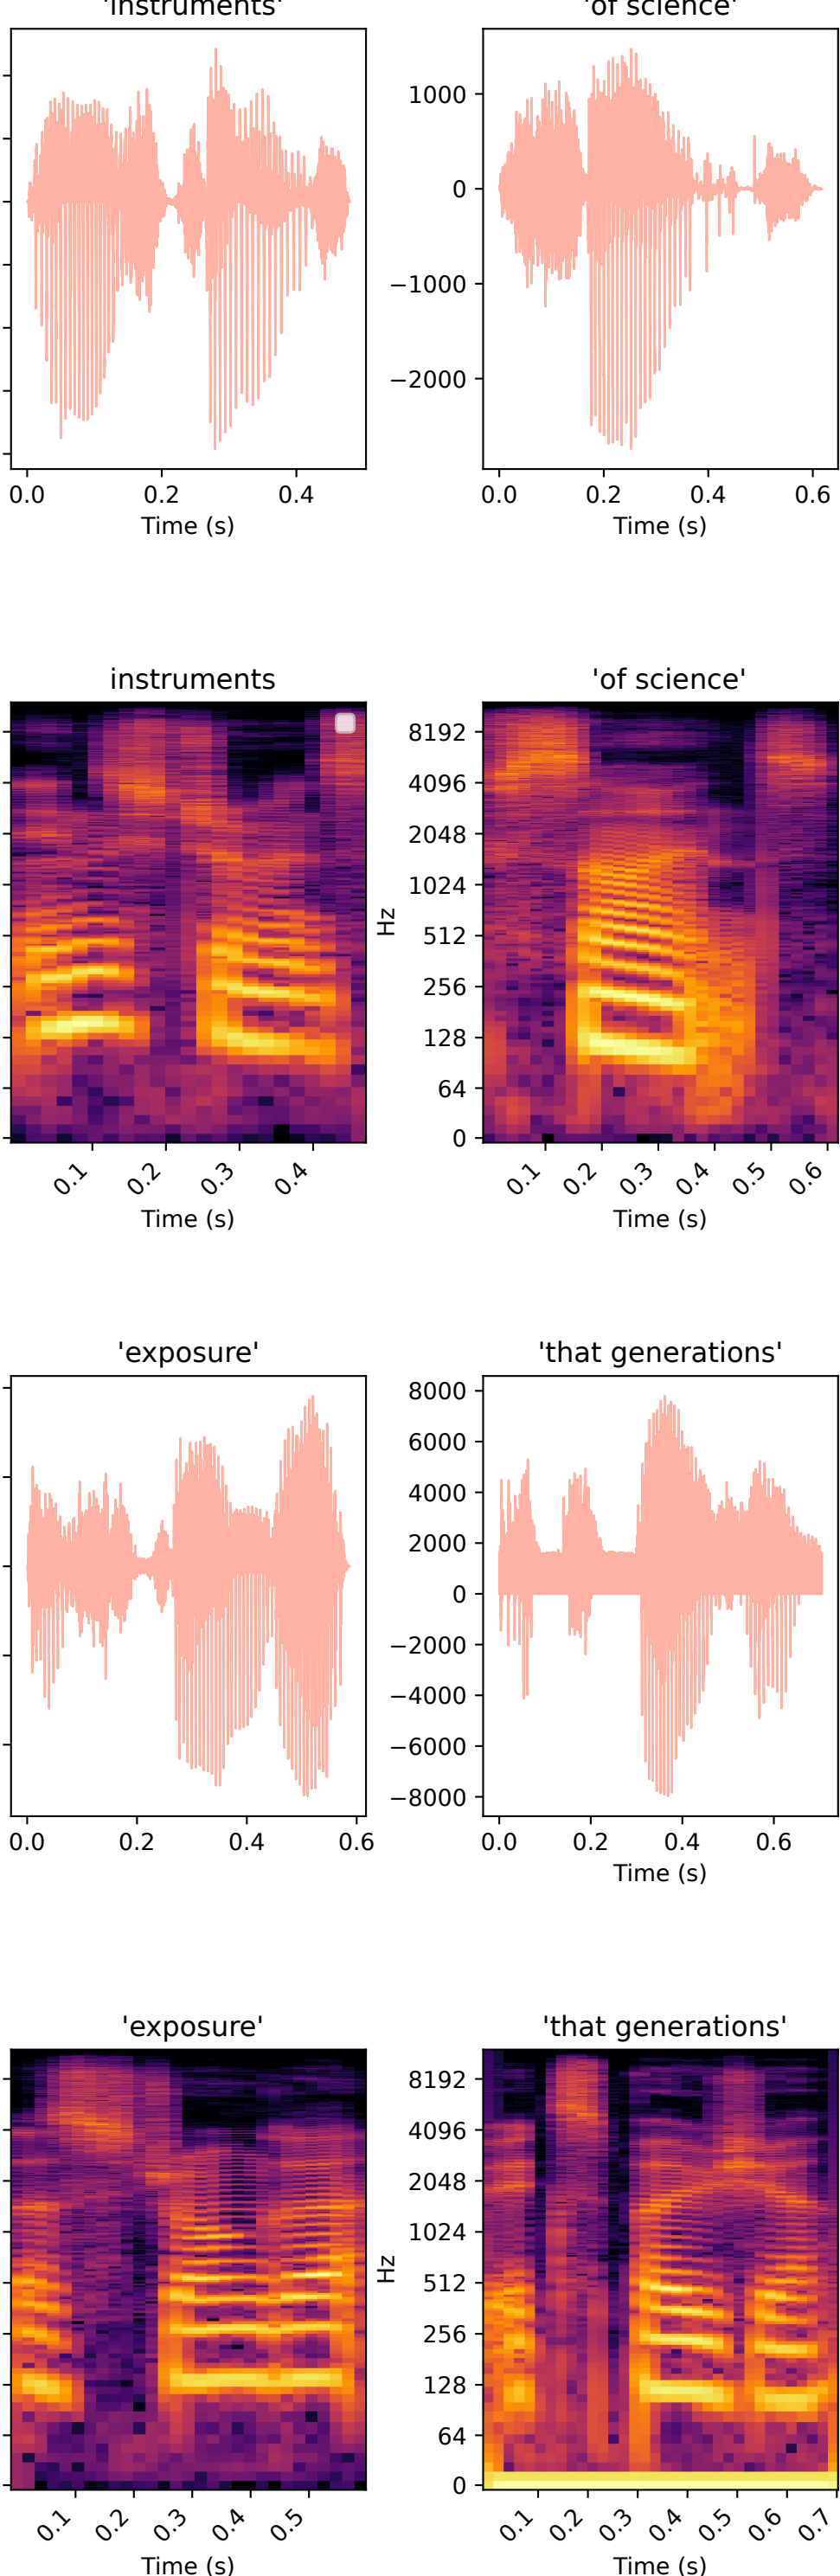 'instruments' 'of science'
1000
0
−1000
−2000
0.0 0.2 0.4 0.0 0.2 0.4 0.6
Time (s) Time (s)
instruments 'of science'
8192
4096
2048
1024
Hz
512
256
128
64
0
0.1 0.2 0.3 0.4 0.1 0.2 0.3 0.4 0.5 0.6
Time (s) Time (s)
'exposure' 'that generations'
8000
6000
4000
2000
0
−2000
−4000
−6000
−8000
0.0 0.2 0.4 0.6 0.0 0.2 0.4 0.6
Time (s)
'exposure' 'that generations'
8192
4096
2048
1024
Hz
512
256
128
64
0
0.1 0.2 0.3 0.4 0.5 0.1 0.2 0.3 0.4 0.5 0.6 0.7
Time (s) Time (s)